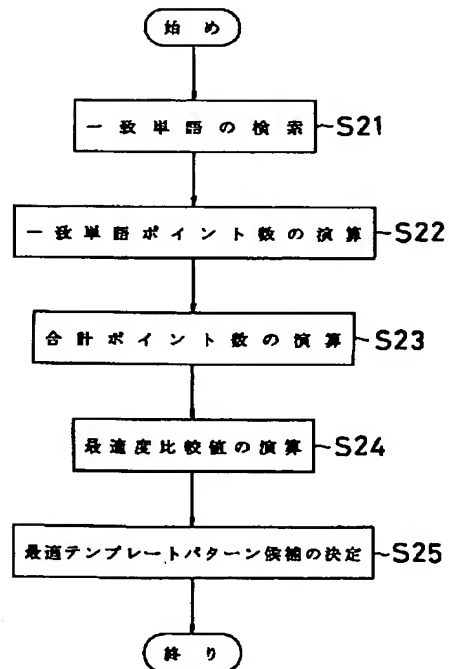 始め
一致単語の検索 S21
一致単語ポイント数の演算 S22
合計ポイント数の演算 S23
最適度比較値の演算 S24
最適テンプレートパターン候補の決定 S25
終り